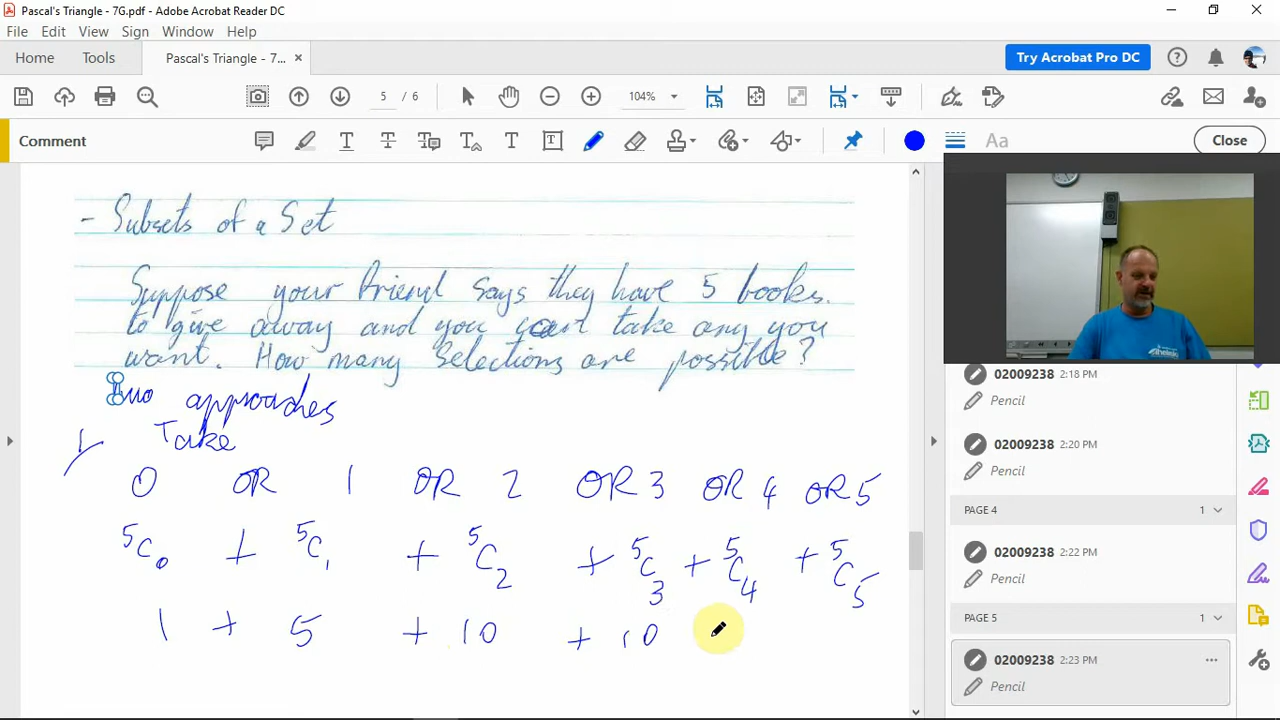 Pascal's Triangle - 7G.pdf - Adobe Acrobat Reader DC
File Edit View Sign Window Help
Home Tools Pascal's Triangle - 7... × Try Acrobat Pro DC
5 / 6 104%
Comment Aa Close
- Subsets of a Set
Suppose your friend says they have 5 books.
to give away and you can take any you
want. How many selections are possible?
Two approaches
1/ Take
0 OR 1 OR 2 OR 3 OR 4 OR 5
⁵C₀ + ⁵C₁ + ⁵C₂ + ⁵C₃ + ⁵C₄ + ⁵C₅
1 + 5 + 10 + 10
02009238 2:18 PM
Pencil
02009238 2:20 PM
Pencil
PAGE 4 1
02009238 2:22 PM
Pencil
PAGE 5 1
02009238 2:23 PM ...
Pencil